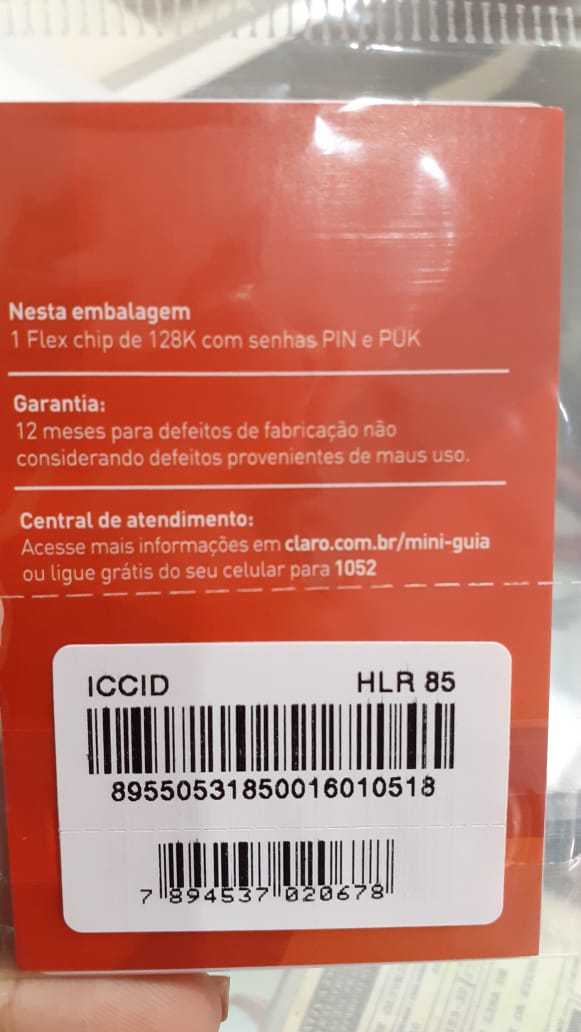 Nesta embalagem
1 Flex chip de 128K com senhas PIN e PUK
Garantia:
12 meses para defeitos de fabricação não
considerando defeitos provenientes de maus uso.
Central de atendimento:
Acesse mais informações em claro.com.br/mini-guia
ou ligue grátis do seu celular para 1052
ICCID HLR 85
89550531850016010518
7 894537 020678